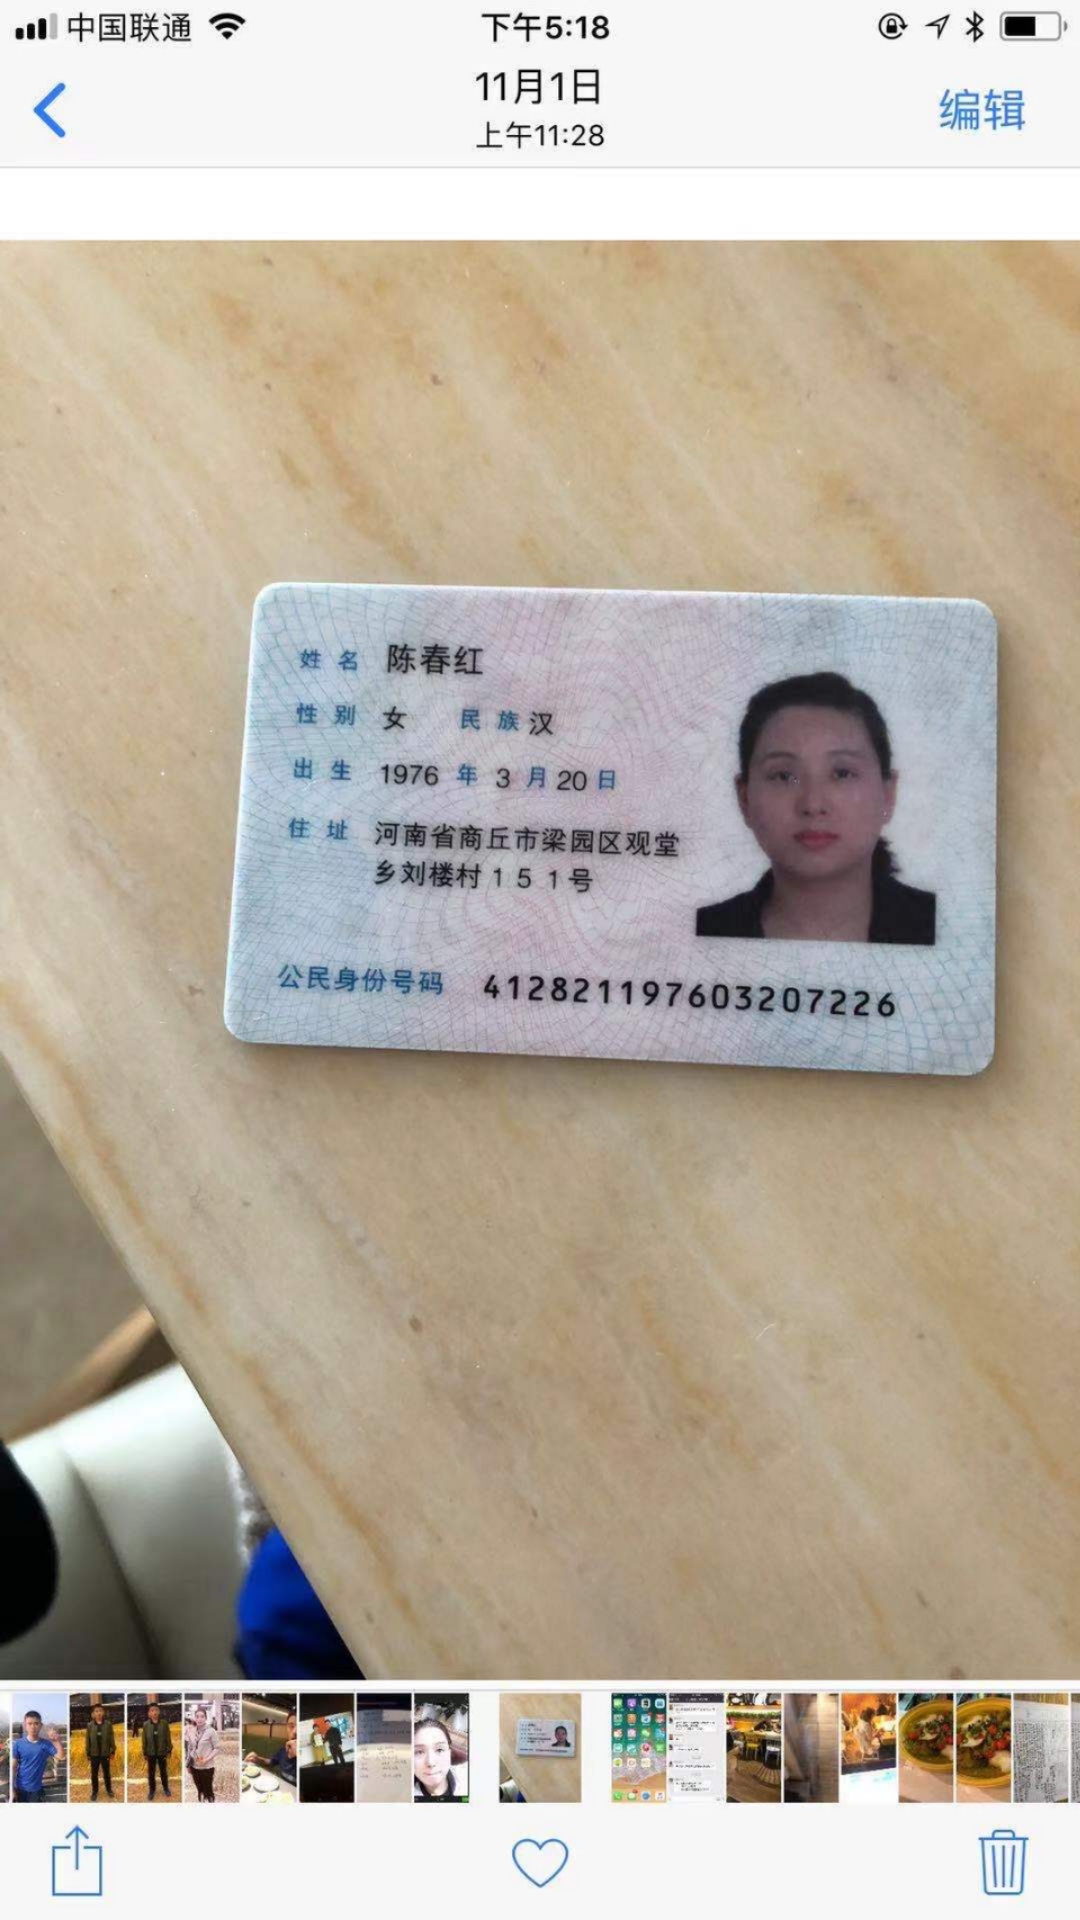 中国联通
下午5:18
11月1日
上午11:28
编辑
姓名 陈春红
性别 女 民族 汉
出生 1976 年 3 月 20 日
住址 河南省商丘市梁园区观堂
乡刘楼村151号
公民身份号码 412821197603207226